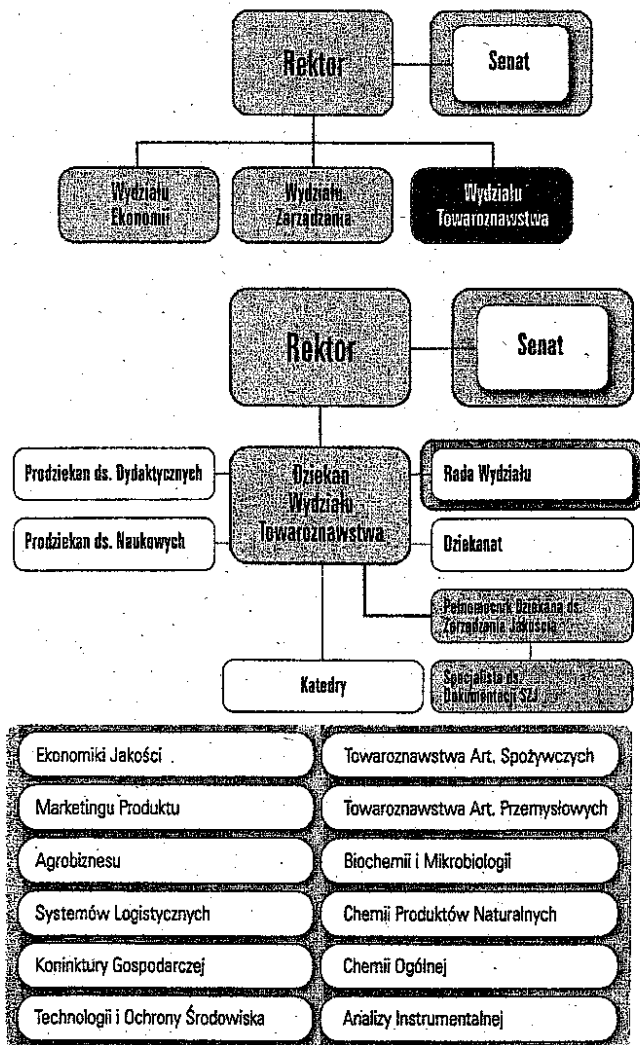 Rektor
Senat
Wydziału
Ekonomii
Wydziału
Zarządzania
Wydziału
Towaroznawstwa
Rektor
Senat
Prodziekan ds. Dydaktycznych
Dziekan
Wydziału
Towaroznawstwa
Rada Wydziału
Prodziekan ds. Naukowych
Dziekanat
Pełnomocnik Dziekana ds.
Zarządzania Jakością
Katedry
Specjalista ds.
Dokumentacji SZJ
Ekonomiki Jakości
Towaroznawstwa Art. Spożywczych
Marketingu Produktu
Towaroznawstwa Art. Przemysłowych
Agrobiznesu
Biochemii i Mikrobiologii
Systemów Logistycznych
Chemii Produktów Naturalnych
Koninktury Gospodarczej
Chemii Ogólnej
Technologii i Ochrony Środowiska
Analizy Instrumentalnej